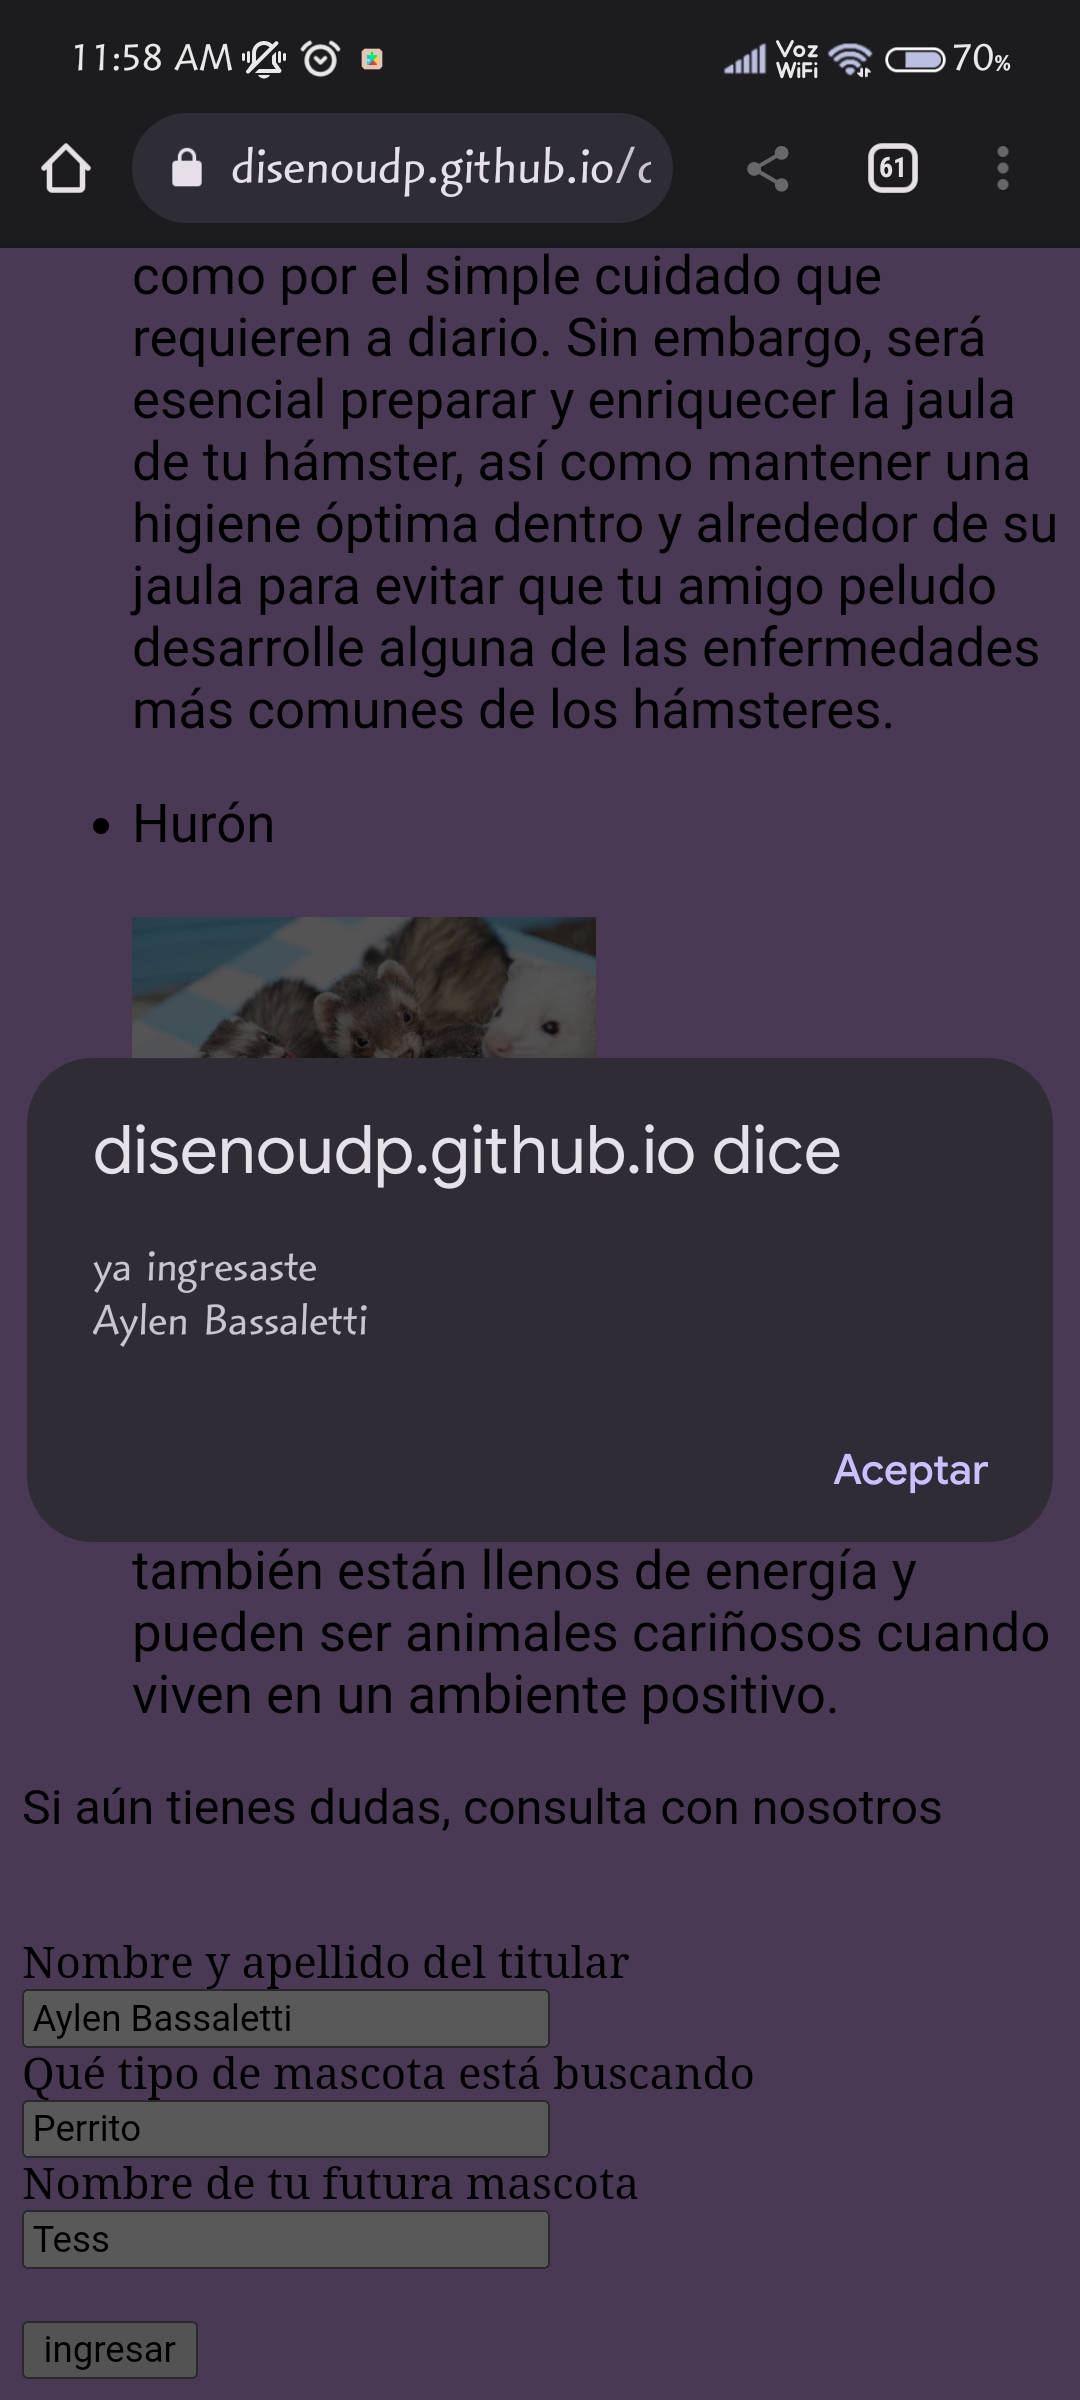 11:58 AM
Voz
WiFi
70%
disenoudp.github.io/c
61
como por el simple cuidado que
requieren a diario. Sin embargo, será
esencial preparar y enriquecer la jaula
de tu hámster, así como mantener una
higiene óptima dentro y alrededor de su
jaula para evitar que tu amigo peludo
desarrolle alguna de las enfermedades
más comunes de los hámsteres.
• Hurón
disenoudp.github.io dice
ya ingresaste
Aylen Bassaletti
Aceptar
también están llenos de energía y
pueden ser animales cariñosos cuando
viven en un ambiente positivo.
Si aún tienes dudas, consulta con nosotros
Nombre y apellido del titular
Aylen Bassaletti
Qué tipo de mascota está buscando
Perrito
Nombre de tu futura mascota
Tess
ingresar